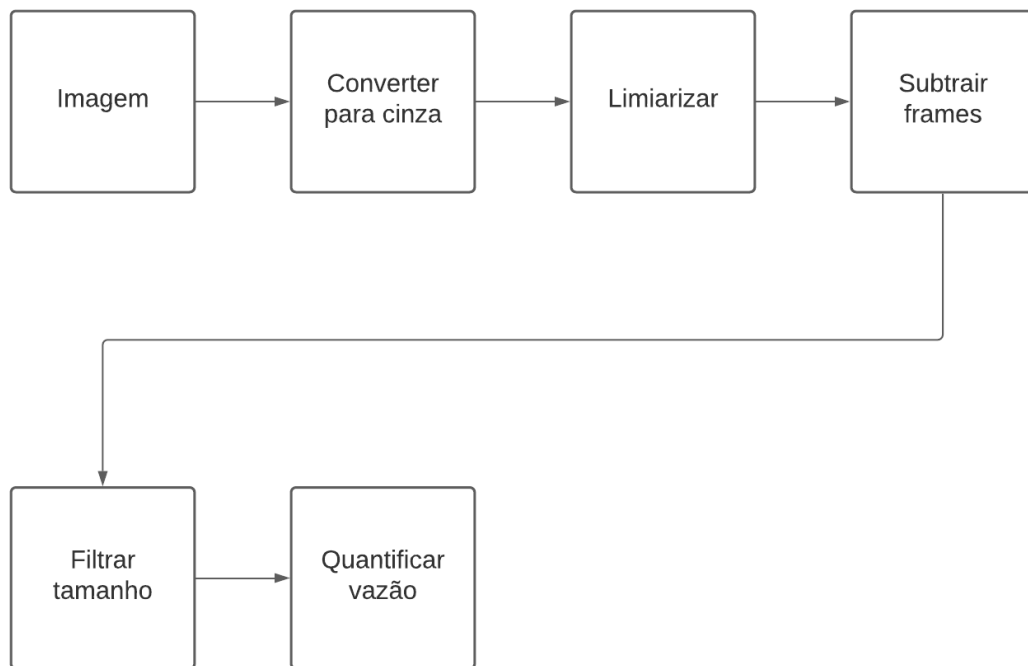 Imagem
Converter
para cinza
Limiarizar
Subtrair
frames
Filtrar
tamanho
Quantificar
vazão